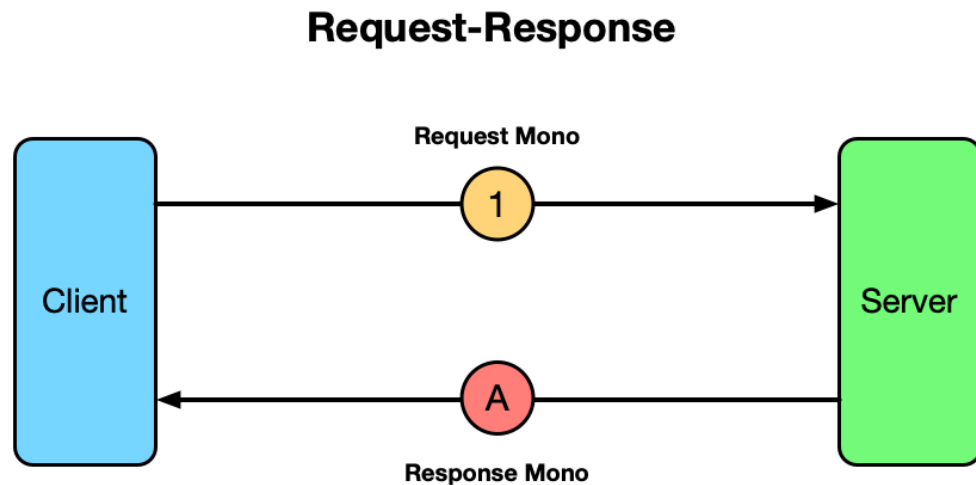 Request-Response
Request Mono
1
Client
Server
A
Response Mono